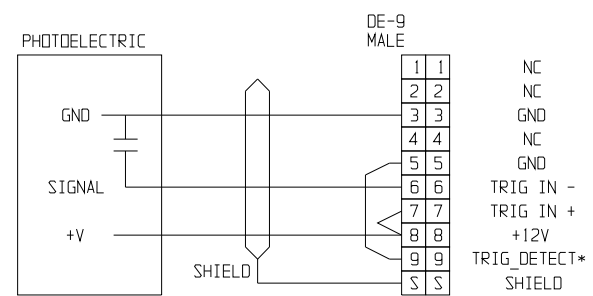 DE-9
PHOTOELECTRIC MALE
1 1 NC
2 2 NC
GND 3 3 GND
4 4 NC
5 5 GND
SIGNAL 6 6 TRIG IN -
7 7 TRIG IN +
+V 8 8 +12V
9 9 TRIG_DETECT*
SHIELD S S SHIELD